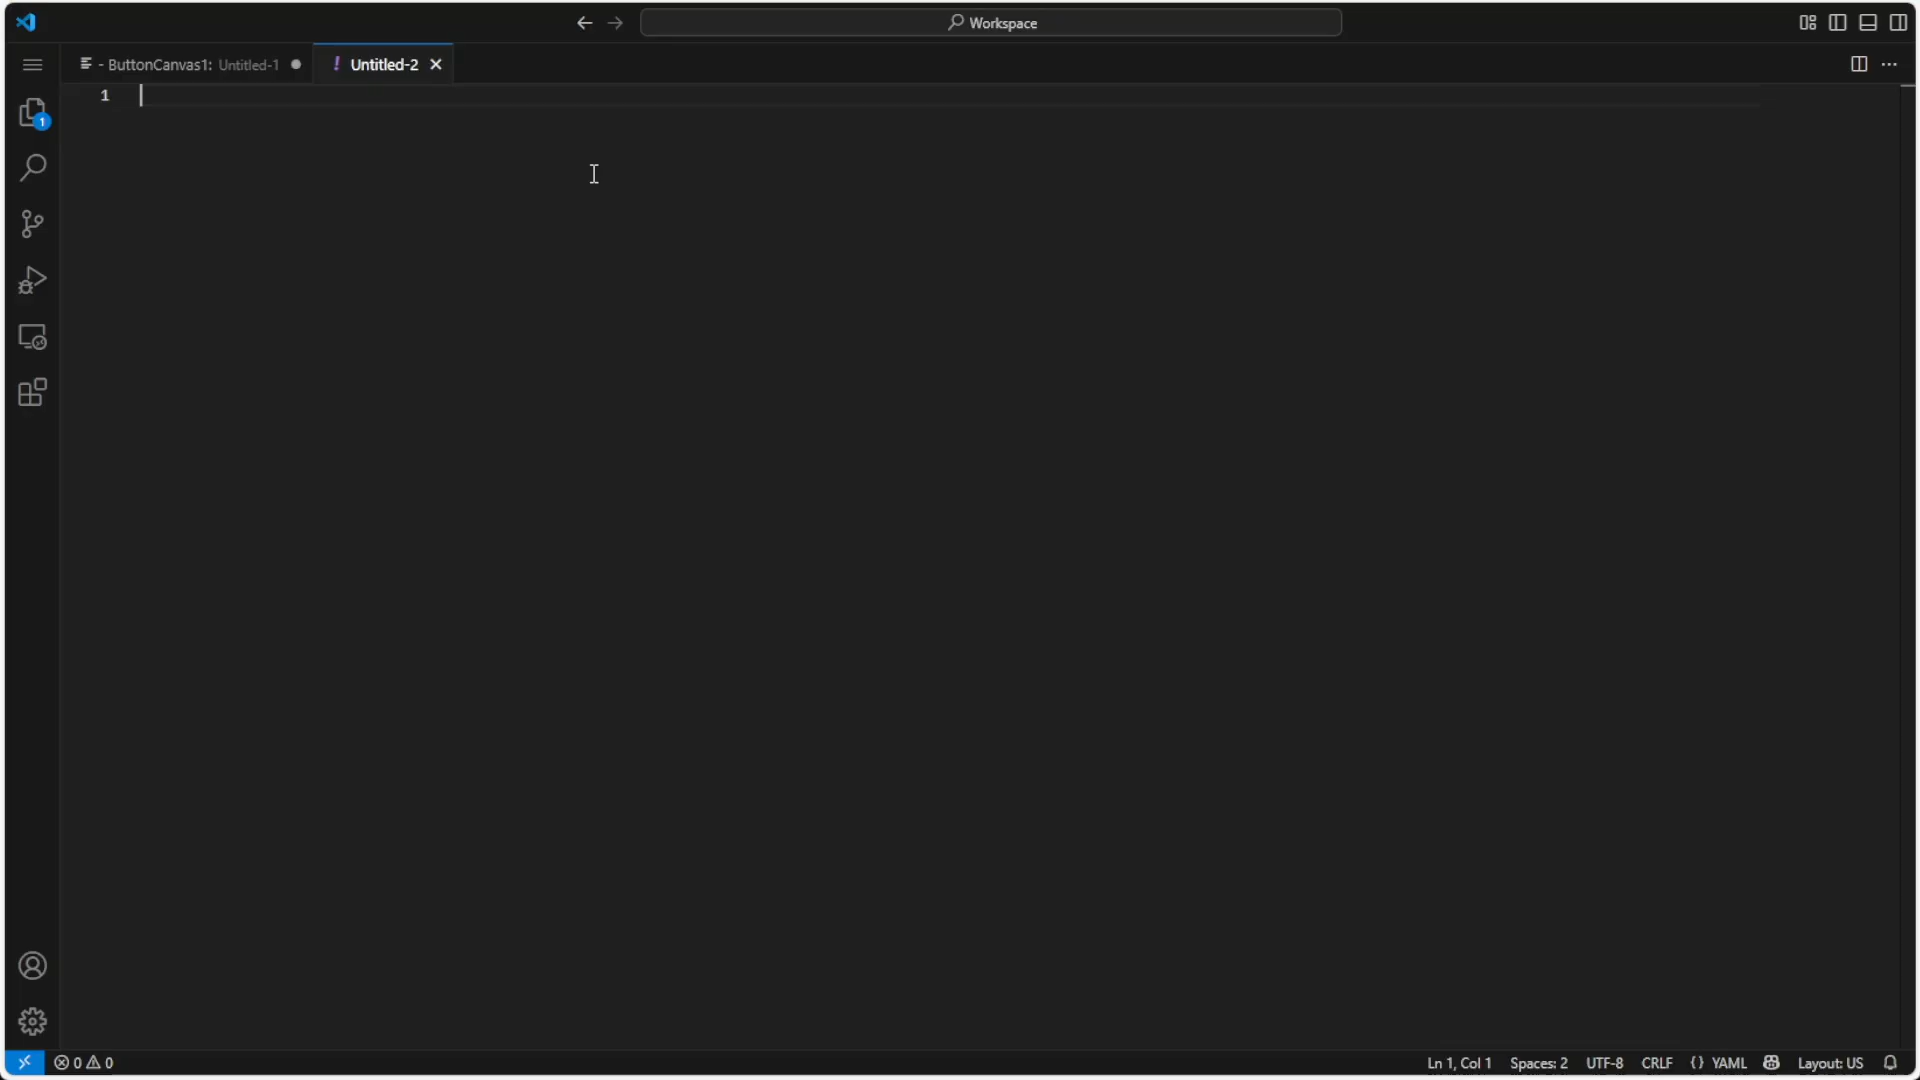 Workspace
- ButtonCanvas1: Untitled-1
! Untitled-2
1
1
0 0
Ln 1, Col 1 Spaces: 2 UTF-8 CRLF {} YAML Layout: US